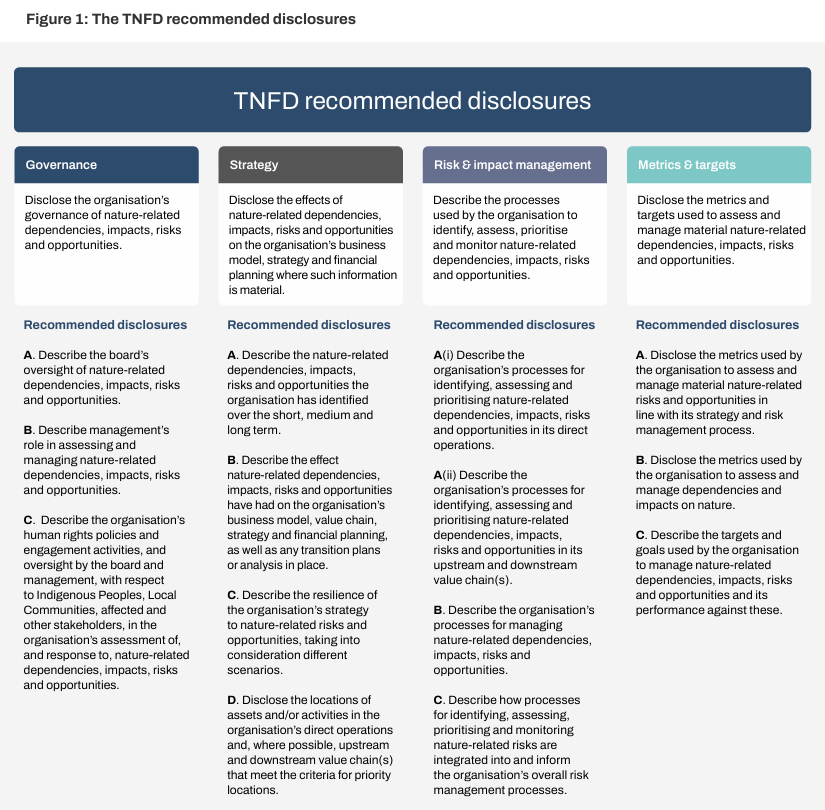 Figure 1: The TNFD recommended disclosures
TNFD recommended disclosures
Governance
Disclose the organisation's
governance of nature-related
dependencies, impacts, risks
and opportunities.
Recommended disclosures
A. Describe the board's
oversight of nature-related
dependencies, impacts, risks
and opportunities.
B. Describe management's
role in assessing and
managing nature-related
dependencies, impacts, risks
and opportunities.
C.  Describe the organisation's
human rights policies and
engagement activities, and
oversight by the board and
management, with respect
to Indigenous Peoples, Local
Communities, affected and
other stakeholders, in the
organisation's assessment of,
and response to, nature-related
dependencies, impacts, risks
and opportunities.
Strategy
Disclose the effects of
nature-related dependencies,
impacts, risks and opportunities
on the organisation's business
model, strategy and financial
planning where such information
is material.
Recommended disclosures
A. Describe the nature-related
dependencies, impacts,
risks and opportunities the
organisation has identified
over the short, medium and
long term.
B. Describe the effect
nature-related dependencies,
impacts, risks and opportunities
have had on the organisation's
business model, value chain,
strategy and financial planning,
as well as any transition plans
or analysis in place.
C. Describe the resilience of
the organisation's strategy
to nature-related risks and
opportunities, taking into
consideration different
scenarios.
D. Disclose the locations of
assets and/or activities in the
organisation's direct operations
and, where possible, upstream
and downstream value chain(s)
that meet the criteria for priority
locations.
Risk & impact management
Describe the processes
used by the organisation to
identify, assess, prioritise
and monitor nature-related
dependencies, impacts, risks
and opportunities.
Recommended disclosures
A(i) Describe the
organisation's processes for
identifying, assessing and
prioritising nature-related
dependencies, impacts, risks
and opportunities in its direct
operations.
A(ii) Describe the
organisation's processes for
identifying, assessing and
prioritising nature-related
dependencies, impacts,
risks and opportunities in its
upstream and downstream
value chain(s).
B. Describe the organisation's
processes for managing
nature-related dependencies,
impacts, risks and
opportunities.
C. Describe how processes
for identifying, assessing,
prioritising and monitoring
nature-related risks are
integrated into and inform
the organisation's overall risk
management processes.
Metrics & targets
Disclose the metrics and
targets used to assess and
manage material nature-related
dependencies, impacts, risks
and opportunities.
Recommended disclosures
A. Disclose the metrics used by
the organisation to assess and
manage material nature-related
risks and opportunities in
line with its strategy and risk
management process.
B. Disclose the metrics used by
the organisation to assess and
manage dependencies and
impacts on nature.
C. Describe the targets and
goals used by the organisation
to manage nature-related
dependencies, impacts, risks
and opportunities and its
performance against these.